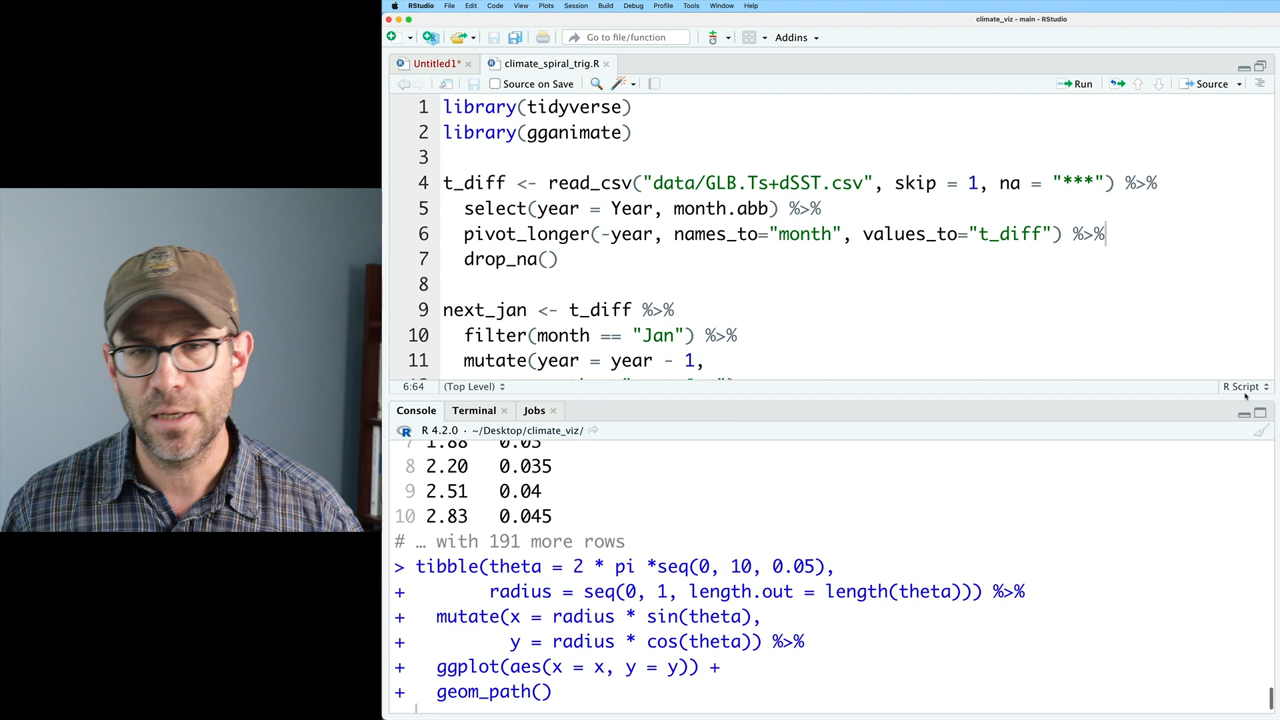 RStudio File Edit Code View Plots Session Build Debug Profile Tools Window Help
climate_viz - main - RStudio
Go to file/function Addins
Untitled1* climate_spiral_trig.R
Source on Save Run Source
1 library(tidyverse)
2 library(gganimate)
3
4 t_diff <- read_csv("data/GLB.Ts+dSST.csv", skip = 1, na = "***") %>%
5 select(year = Year, month.abb) %>%
6 pivot_longer(-year, names_to="month", values_to="t_diff") %>%
7 drop_na()
8
9 next_jan <- t_diff %>%
10 filter(month == "Jan") %>%
11 mutate(year = year - 1,
6:64 (Top Level) R Script
Console Terminal Jobs
R 4.2.0 · ~/Desktop/climate_viz/
7 1.88 0.03
8 2.20 0.035
9 2.51 0.04
10 2.83 0.045
# … with 191 more rows
> tibble(theta = 2 * pi *seq(0, 10, 0.05),
+ radius = seq(0, 1, length.out = length(theta))) %>%
+ mutate(x = radius * sin(theta),
+ y = radius * cos(theta)) %>%
+ ggplot(aes(x = x, y = y)) +
+ geom_path()